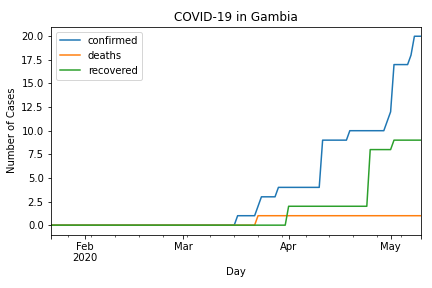 COVID-19 in Gambia
confirmed
deaths
recovered
Number of Cases
20.0
17.5
15.0
12.5
10.0
7.5
5.0
2.5
0.0
Feb
2020
Mar
Apr
May
Day